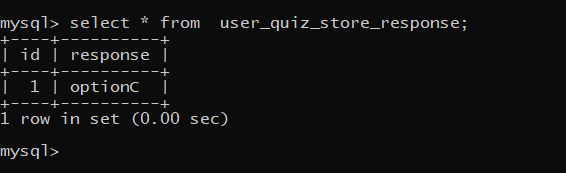 mysql> select * from  user_quiz_store_response;
+----+----------+
| id | response |
+----+----------+
|  1 | optionC  |
+----+----------+
1 row in set (0.00 sec)
mysql>